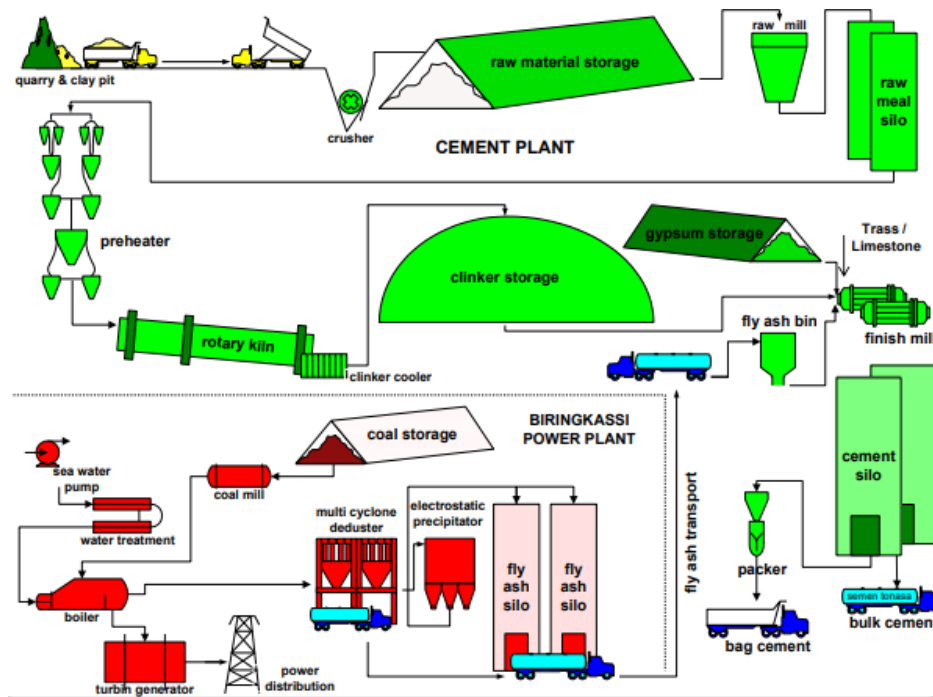 raw mill
raw material storage
raw
meal
silo
quarry & clay pit
crusher
CEMENT PLANT
preheater
gypsum storage
Trass /
Limestone
clinker storage
rotary kiln
fly ash bin
finish mill
clinker cooler
BIRINGKASSI
POWER PLANT
coal storage
sea water
pump
coal mill
cement
silo
multi cyclone
deduster
electrostatic
precipitator
water treatment
fly
ash
silo
fly
ash
silo
fly ash transport
packer
boiler
semen tonasa
bulk cement
bag cement
power
distribution
turbin generator